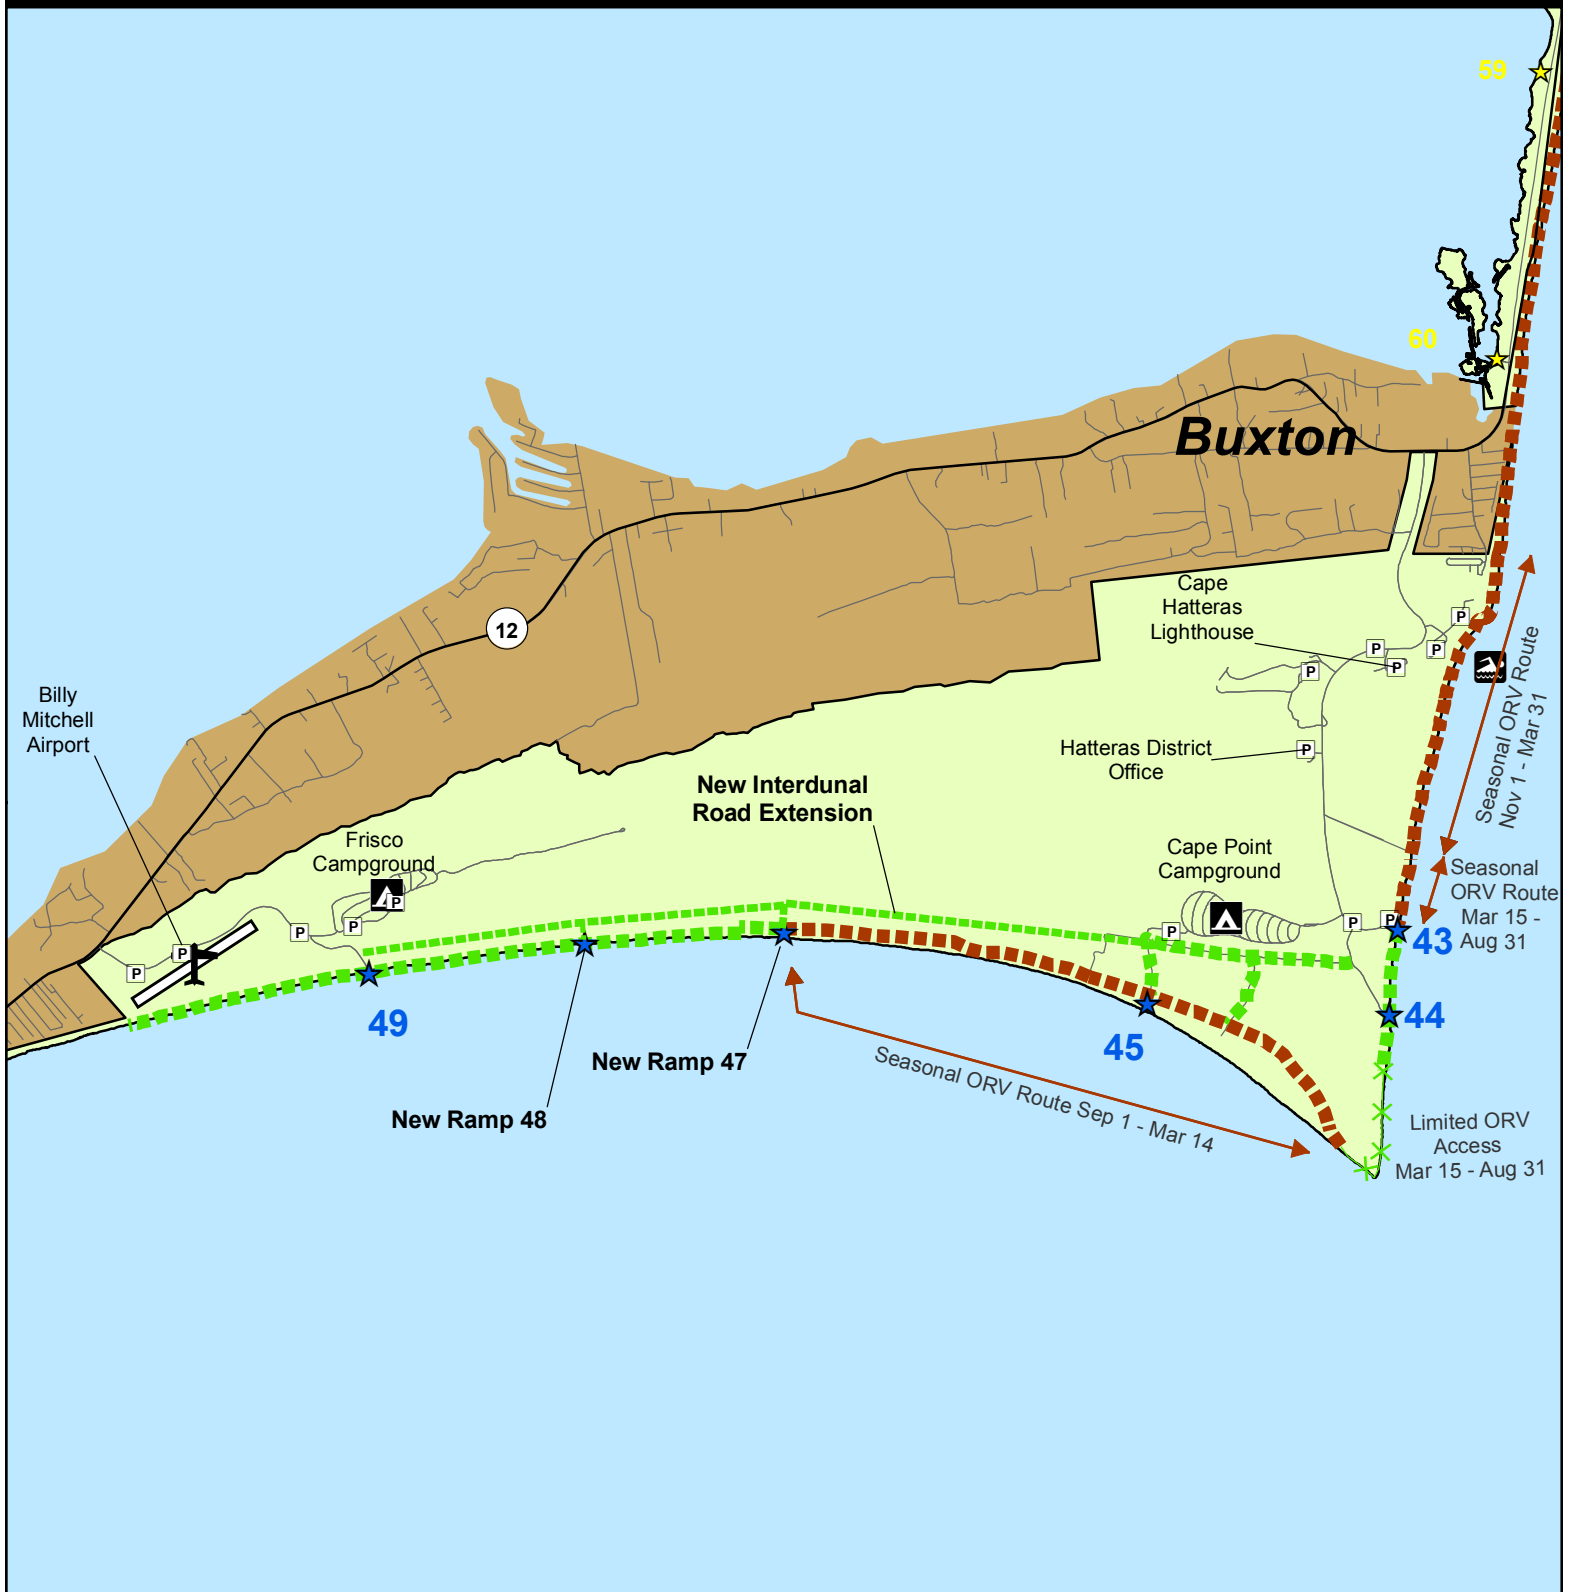 59
60
Buxton
Cape
Hatteras
Lighthouse
12
P
P
P
P
P
Billy
Mitchell
Airport
Seasonal ORV Route
Nov 1 - Mar 31
Hatteras District
Office
P
New Interdunal
Road Extension
Frisco
Campground
Cape Point
Campground
Seasonal
ORV Route
Mar 15 -
Aug 31
P
P
P
P
P
P
P
P
43
49
44
45
New Ramp 47
Seasonal ORV Route Sep 1 - Mar 14
New Ramp 48
Limited ORV
Access
Mar 15 - Aug 31